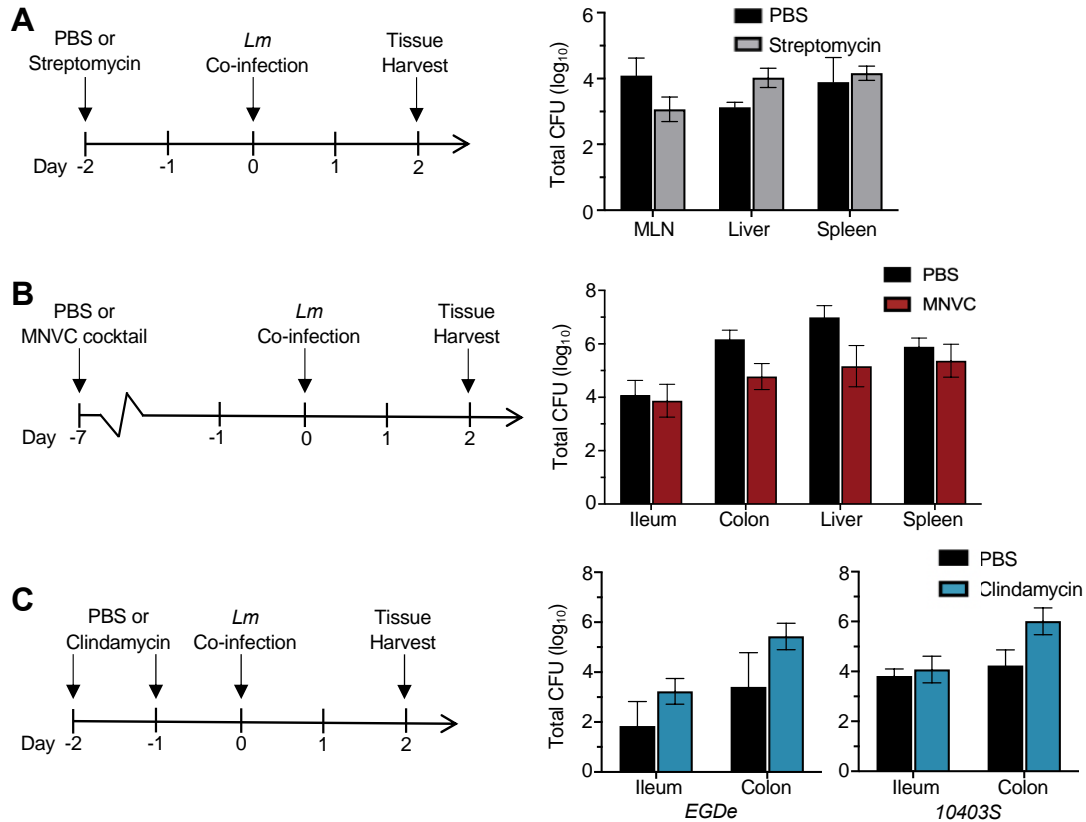 A
PBS or
Streptomycin
Lm
Co-infection
Tissue
Harvest
Day -2 -1 0 1 2
Total CFU (log10)
6
4
2
0
PBS
Streptomycin
MLN Liver Spleen
B
PBS or
MNVC cocktail
Lm
Co-infection
Tissue
Harvest
Day -7 -1 0 1 2
Total CFU (log10)
8
6
4
2
0
PBS
MNVC
Ileum Colon Liver Spleen
C
PBS or
Clindamycin
Lm
Co-infection
Tissue
Harvest
Day -2 -1 0 1 2
Total CFU (log10)
8
6
4
2
0
Ileum Colon
EGDe
PBS
Clindamycin
8
6
4
2
0
Ileum Colon
10403S